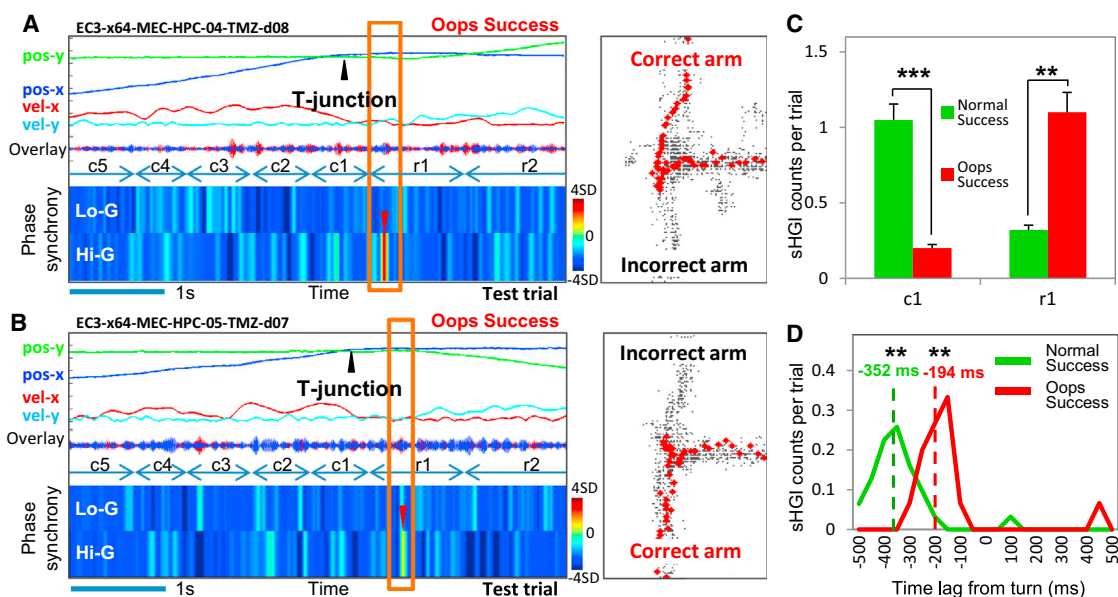 A
EC3-x64-MEC-HPC-04-TMZ-d08
Oops Success
pos-y
pos-x
T-junction
vel-x
vel-y
Overlay
c5 c4 c3 c2 c1 r1 r2
Phase synchrony
Lo-G
Hi-G
4SD
0
-4SD
1s
Time
Test trial
Correct arm
Incorrect arm
B
EC3-x64-MEC-HPC-05-TMZ-d07
Oops Success
pos-y
pos-x
T-junction
vel-x
vel-y
Overlay
c5 c4 c3 c2 c1 r1 r2
Phase synchrony
Lo-G
Hi-G
4SD
0
-4SD
1s
Time
Test trial
Incorrect arm
Correct arm
C
sHGI counts per trial
1.5
1
0.5
0
***
**
Normal
Success
Oops
Success
c1 r1
D
sHGI counts per trial
0.4
0.3
0.2
0.1
0
** **
-352 ms -194 ms
Normal
Success
Oops
Success
-500 -400 -300 -200 -100 0 100 200 300 400 500
Time lag from turn (ms)